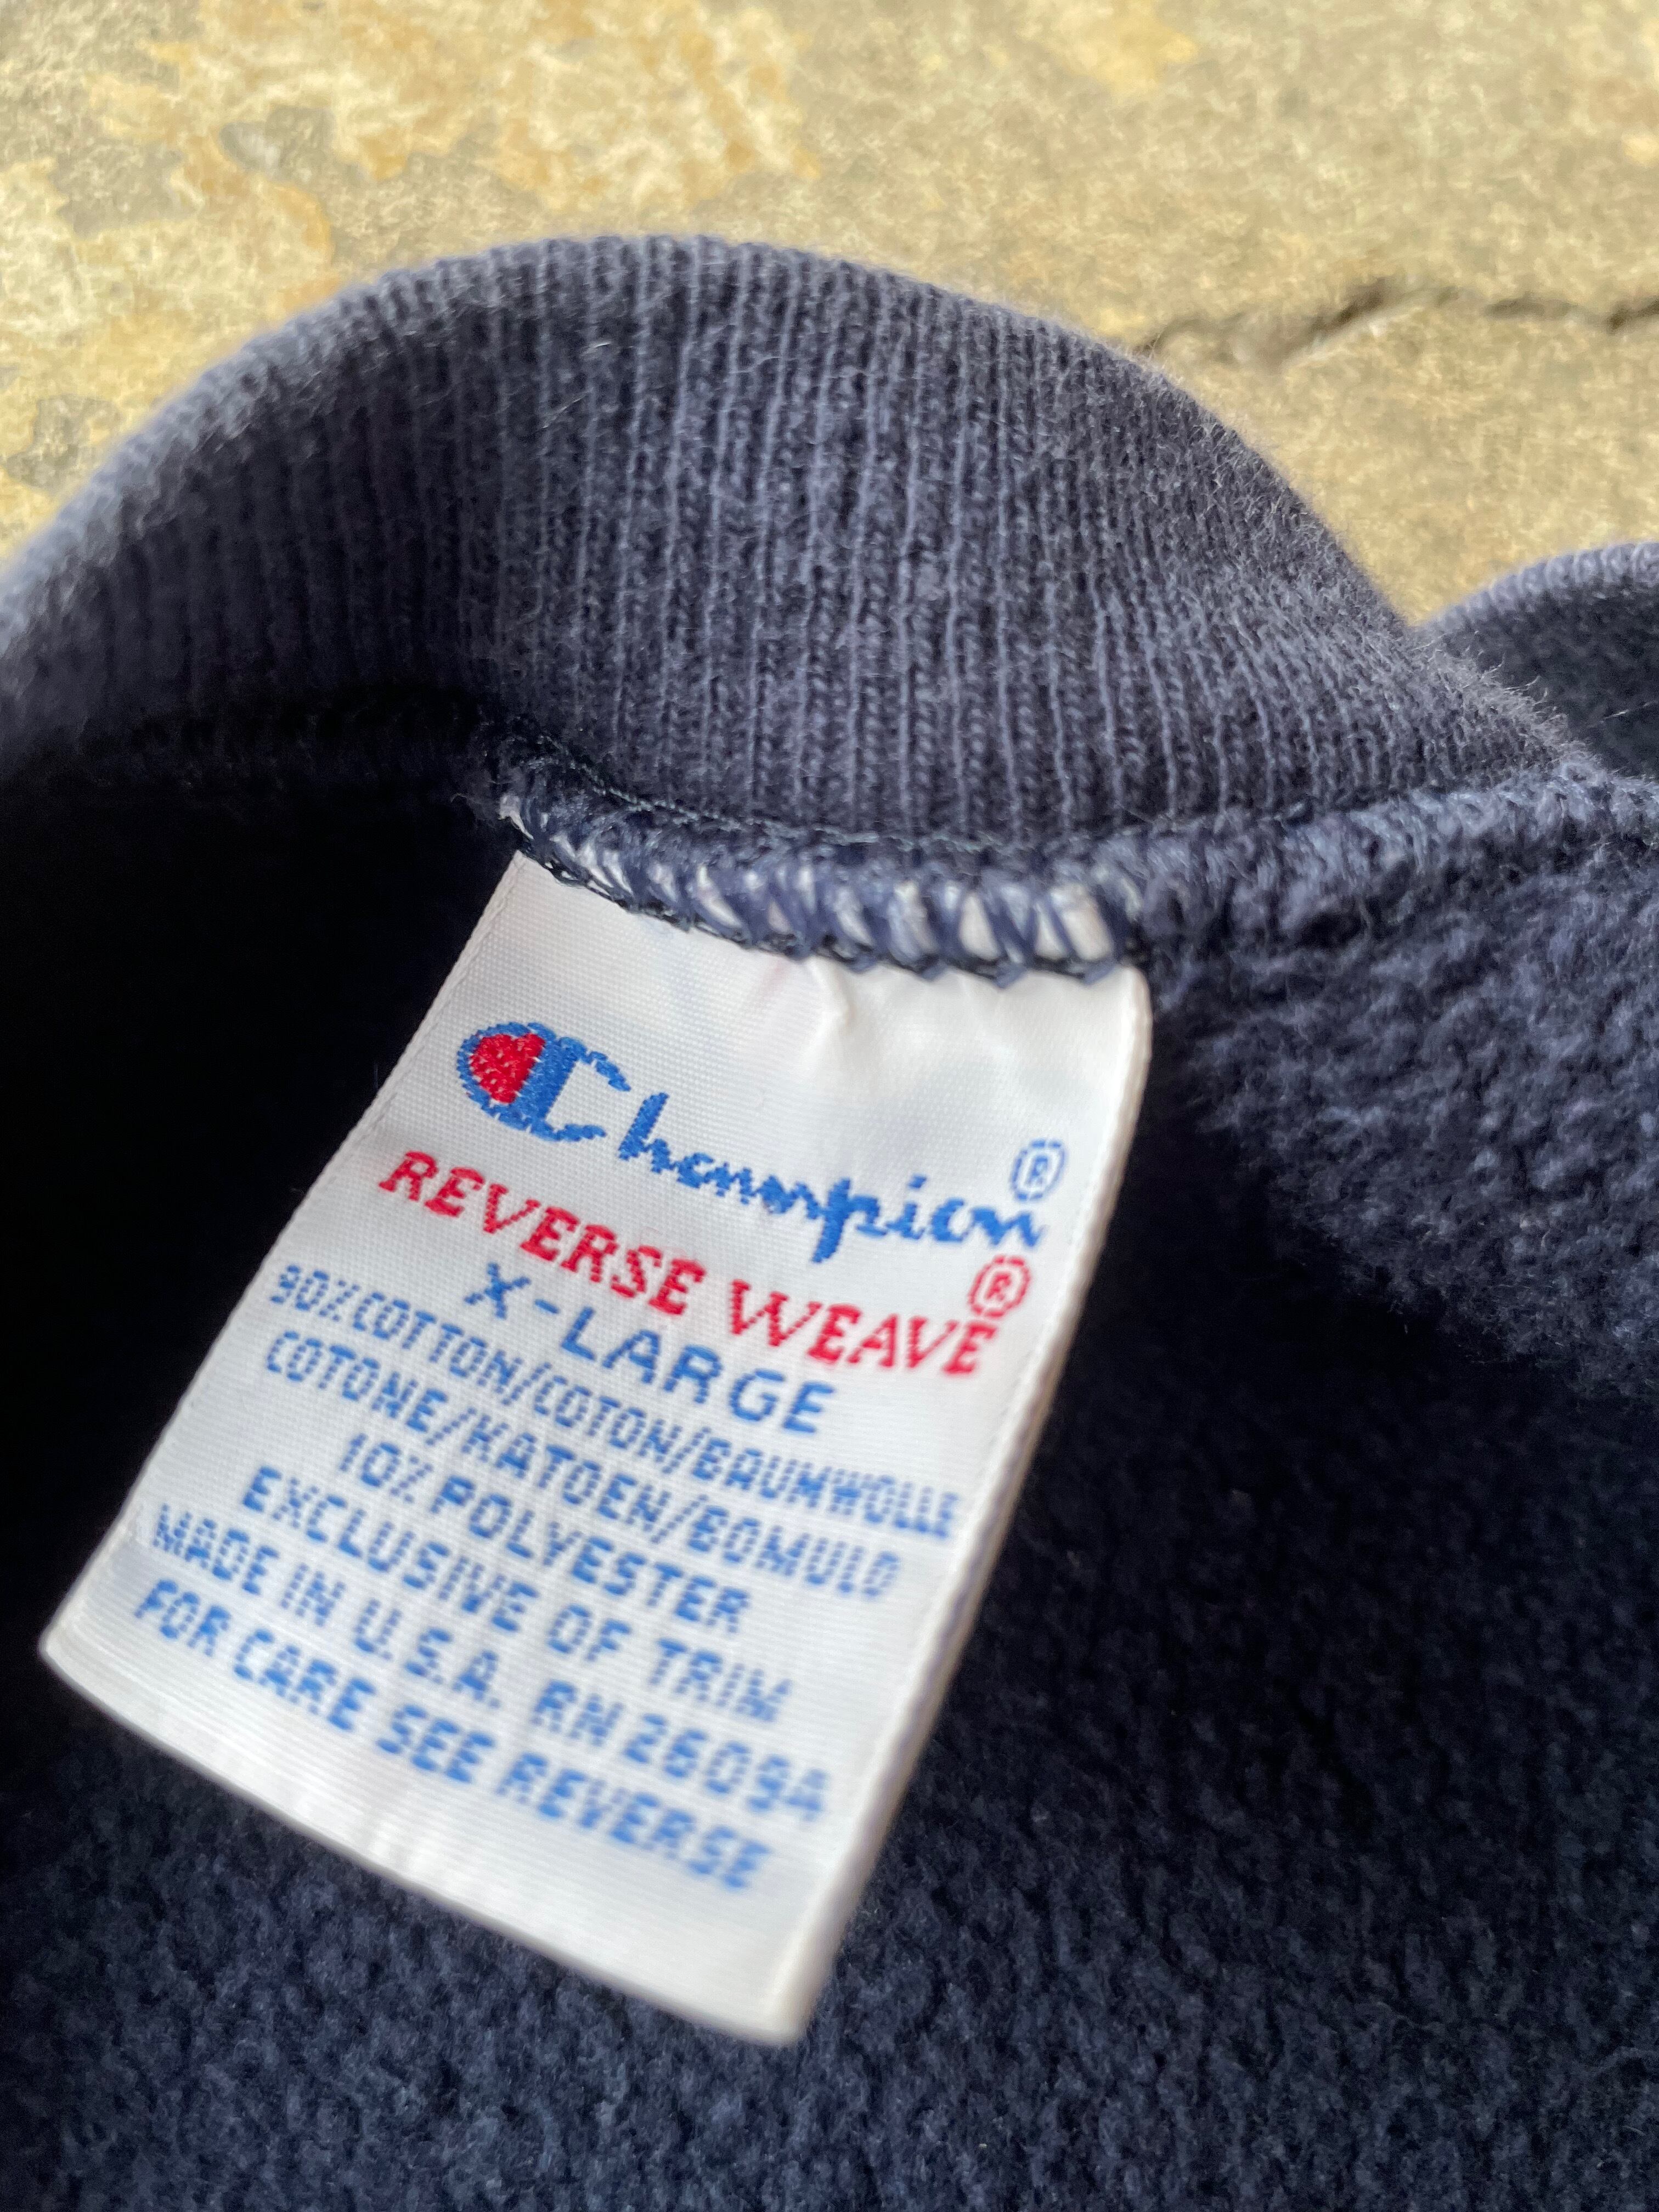 Champion®
REVERSE WEAVE®
X-LARGE
90% COTTON/COTON/BAUMWOLLE
COTONE/KATOEN/BOMULD
10% POLYESTER
EXCLUSIVE OF TRIM
MADE IN U.S.A. RN 26094
FOR CARE SEE REVERSE